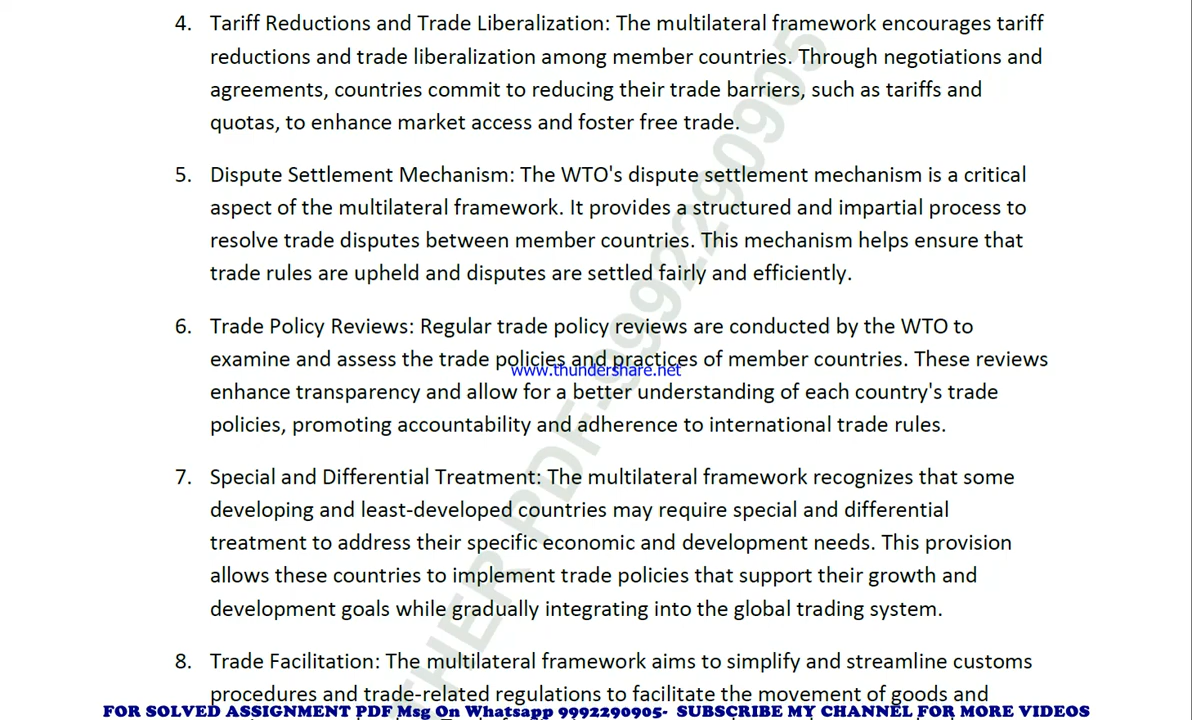 4. Tariff Reductions and Trade Liberalization: The multilateral framework encourages tariff
reductions and trade liberalization among member countries. Through negotiations and
agreements, countries commit to reducing their trade barriers, such as tariffs and
quotas, to enhance market access and foster free trade.
5. Dispute Settlement Mechanism: The WTO's dispute settlement mechanism is a critical
aspect of the multilateral framework. It provides a structured and impartial process to
resolve trade disputes between member countries. This mechanism helps ensure that
trade rules are upheld and disputes are settled fairly and efficiently.
6. Trade Policy Reviews: Regular trade policy reviews are conducted by the WTO to
examine and assess the trade policies and practices of member countries. These reviews
www.thundershare.net
enhance transparency and allow for a better understanding of each country's trade
policies, promoting accountability and adherence to international trade rules.
7. Special and Differential Treatment: The multilateral framework recognizes that some
developing and least-developed countries may require special and differential
treatment to address their specific economic and development needs. This provision
allows these countries to implement trade policies that support their growth and
development goals while gradually integrating into the global trading system.
8. Trade Facilitation: The multilateral framework aims to simplify and streamline customs
procedures and trade-related regulations to facilitate the movement of goods and
THER PDF-9992290905
FOR SOLVED ASSIGNMENT PDF Msg On Whatsapp 9992290905- SUBSCRIBE MY CHANNEL FOR MORE VIDEOS